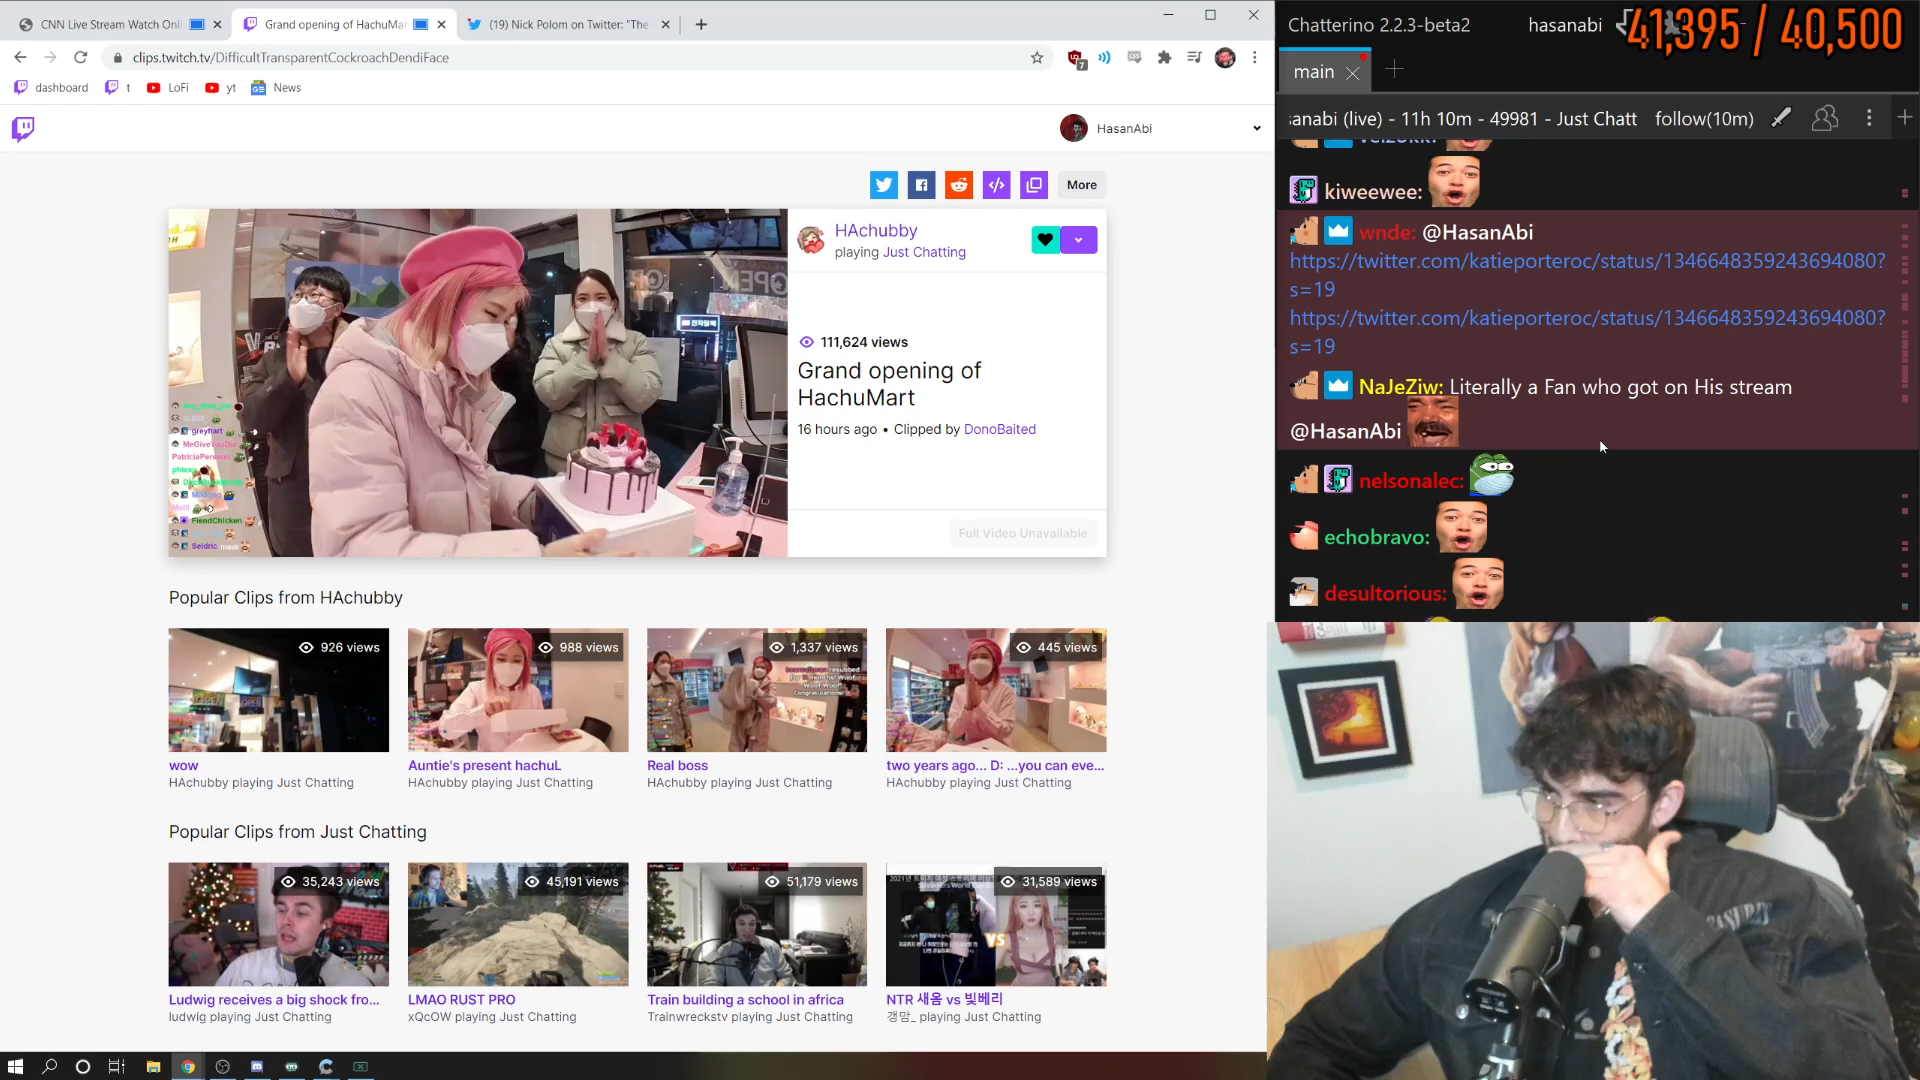 CNN Live Stream Watch Onl
Grand opening of HachuMar
(19) Nick Polom on Twitter: "The
clips.twitch.tv/DifficultTransparentCockroachDendiFace
7
dashboard
t
LoFi
yt
News
HasanAbi
More
HAchubby
playing Just Chatting
111,624 views
Grand opening of
HachuMart
16 hours ago • Clipped by DonoBaited
Full Video Unavailable
greyhart
MeGiveYouDur
PatriciaPersson
FiendChicken
Seidric
Popular Clips from HAchubby
926 views
988 views
1,337 views
445 views
wow
HAchubby playing Just Chatting
Auntie's present hachuL
HAchubby playing Just Chatting
Real boss
HAchubby playing Just Chatting
two years ago... D: ...you can eve...
HAchubby playing Just Chatting
Popular Clips from Just Chatting
35,243 views
45,191 views
51,179 views
31,589 views
VS
Ludwig receives a big shock fro...
ludwig playing Just Chatting
LMAO RUST PRO
xQcOW playing Just Chatting
Train building a school in africa
Trainwreckstv playing Just Chatting
NTR 새움 vs 빛베리
갱맘_ playing Just Chatting
Chatterino 2.2.3-beta2
hasanabi
41,395 / 40,500
main
sanabi (live) - 11h 10m - 49981 - Just Chatt
follow(10m)
kiweewee:
wnde: @HasanAbi
https://twitter.com/katieporteroc/status/1346648359243694080?
s=19
https://twitter.com/katieporteroc/status/1346648359243694080?
s=19
NaJeZiw: Literally a Fan who got on His stream
@HasanAbi
nelsonalec:
echobravo:
desultorious: